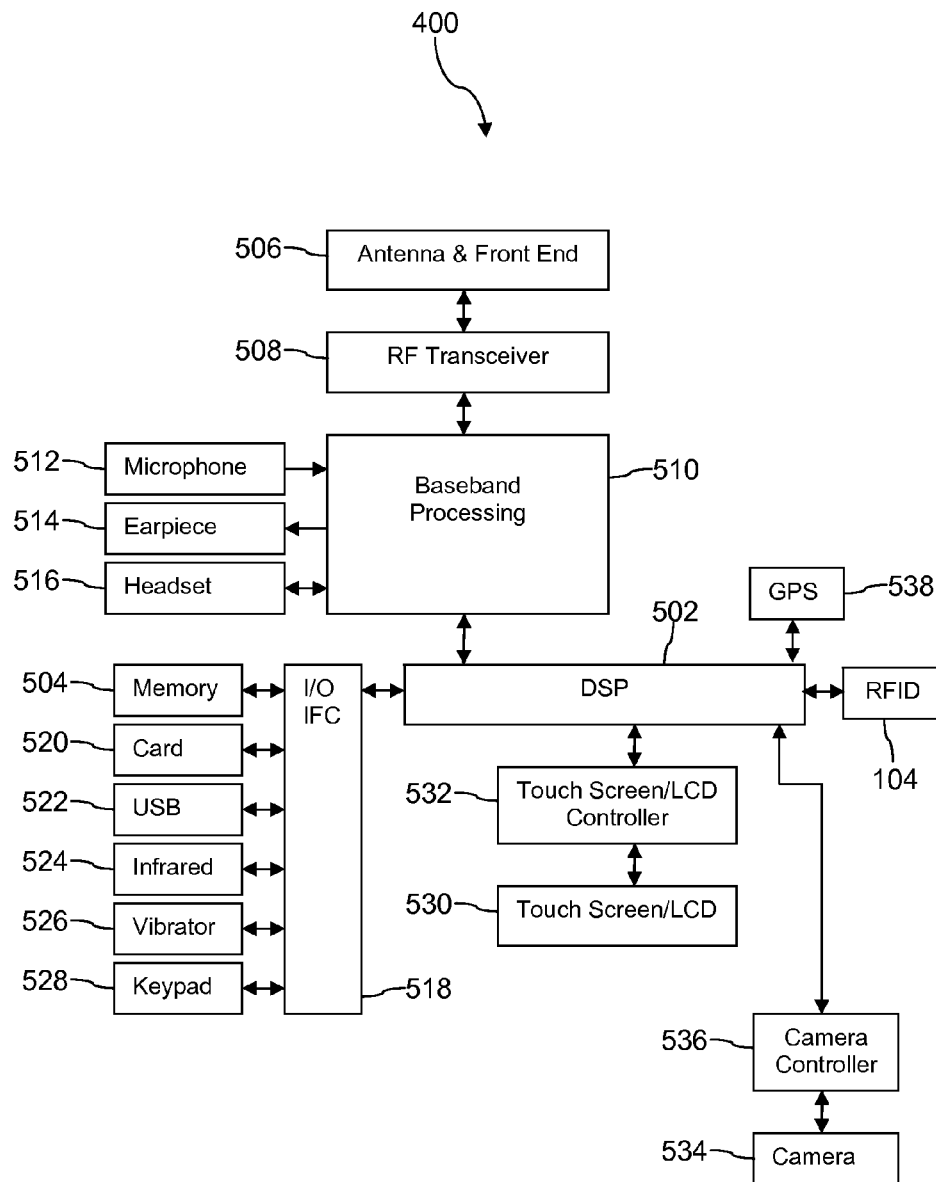 400
506
Antenna & Front End
508
RF Transceiver
512
Microphone
Baseband
Processing
510
514
Earpiece
516
Headset
GPS
538
502
504
Memory
I/O
IFC
DSP
RFID
104
520
Card
522
USB
532
Touch Screen/LCD
Controller
524
Infrared
530
Touch Screen/LCD
526
Vibrator
528
Keypad
518
536
Camera
Controller
534
Camera